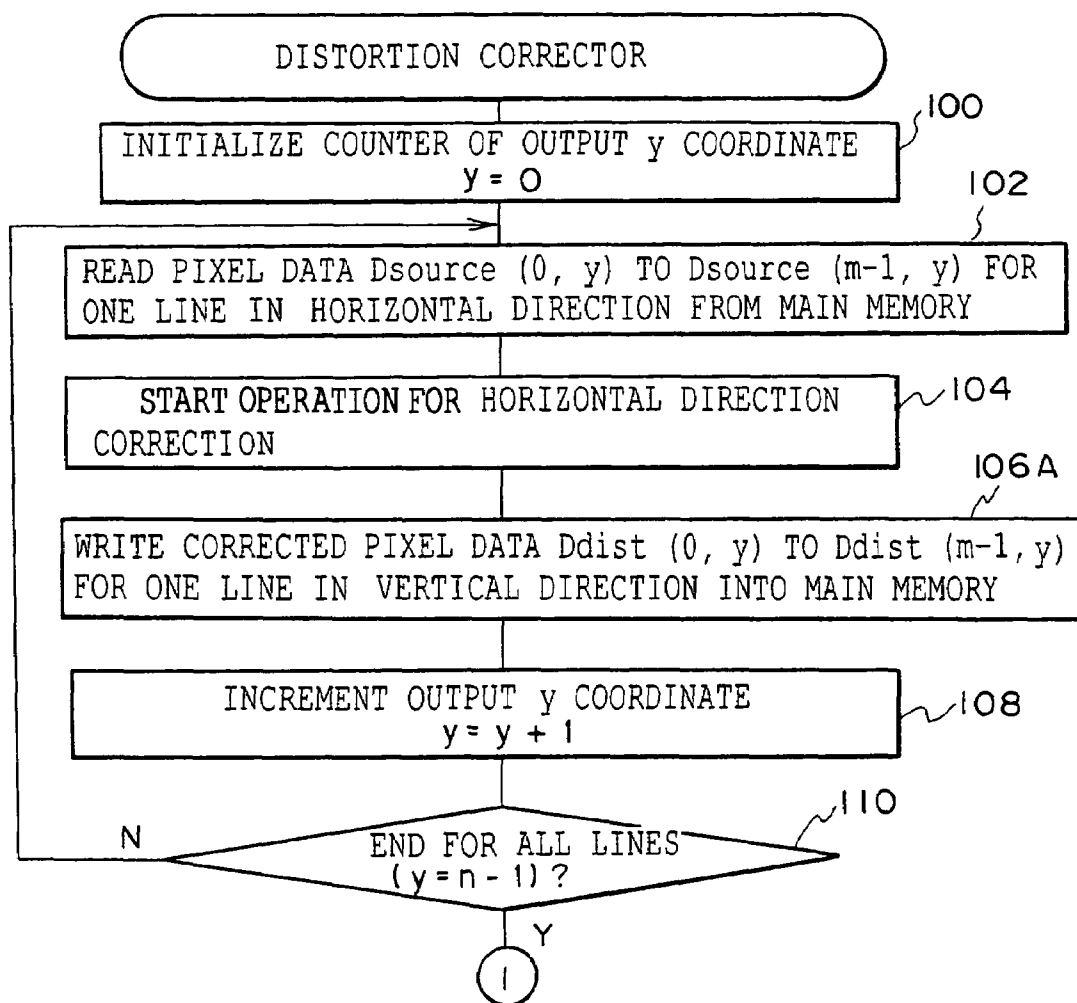 DISTORTION CORRECTOR
100
INITIALIZE COUNTER OF OUTPUT y COORDINATE
y = 0
102
READ PIXEL DATA Dsource (0, y) TO Dsource (m-1, y) FOR
ONE LINE IN HORIZONTAL DIRECTION FROM MAIN MEMORY
START OPERATION FOR HORIZONTAL DIRECTION
CORRECTION
104
106A
WRITE CORRECTED PIXEL DATA Ddist (0, y) TO Ddist (m-1, y)
FOR ONE LINE IN VERTICAL DIRECTION INTO MAIN MEMORY
INCREMENT OUTPUT y COORDINATE
y = y + 1
108
110
N
END FOR ALL LINES
(y = n - 1) ?
Y
1